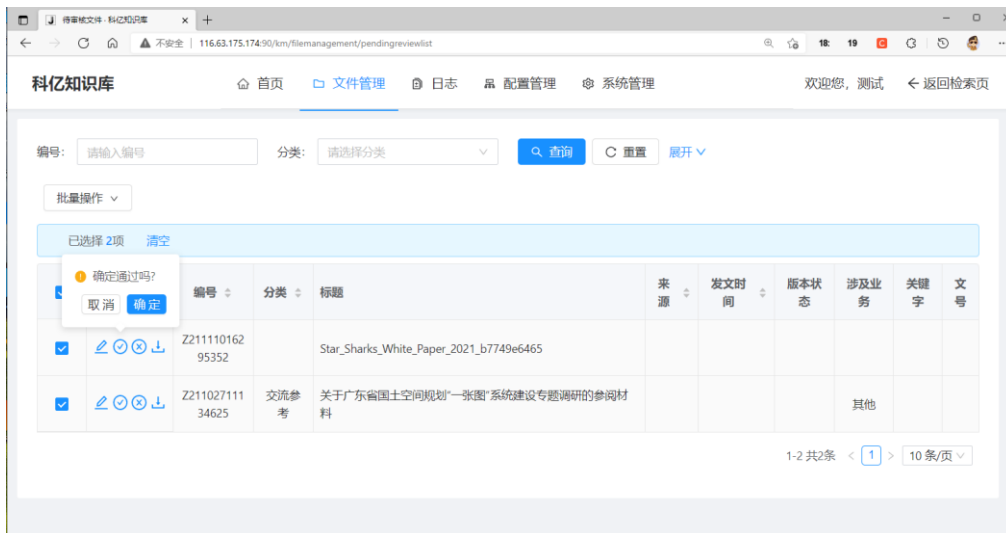 待审核文件 · 科亿知识库
不安全 | 116.63.175.174:90/km/filemanagement/pendingreviewlist
18: 19
科亿知识库 首页 文件管理 日志 配置管理 系统管理 欢迎您，测试 返回检索页
编号： 请输入编号 分类： 请选择分类 查询 重置 展开
批量操作
已选择 2项 清空
确定通过吗?
取消 确定
编号 分类 标题 来源 发文时间 版本状态 涉及业务 关键字 文号
Z211110162
95352
Star_Sharks_White_Paper_2021_b7749e6465
Z211027111
34625
交流参考
关于广东省国土空间规划"一张图"系统建设专题调研的参阅材
料
其他
1-2 共2条 < 1 > 10 条/页